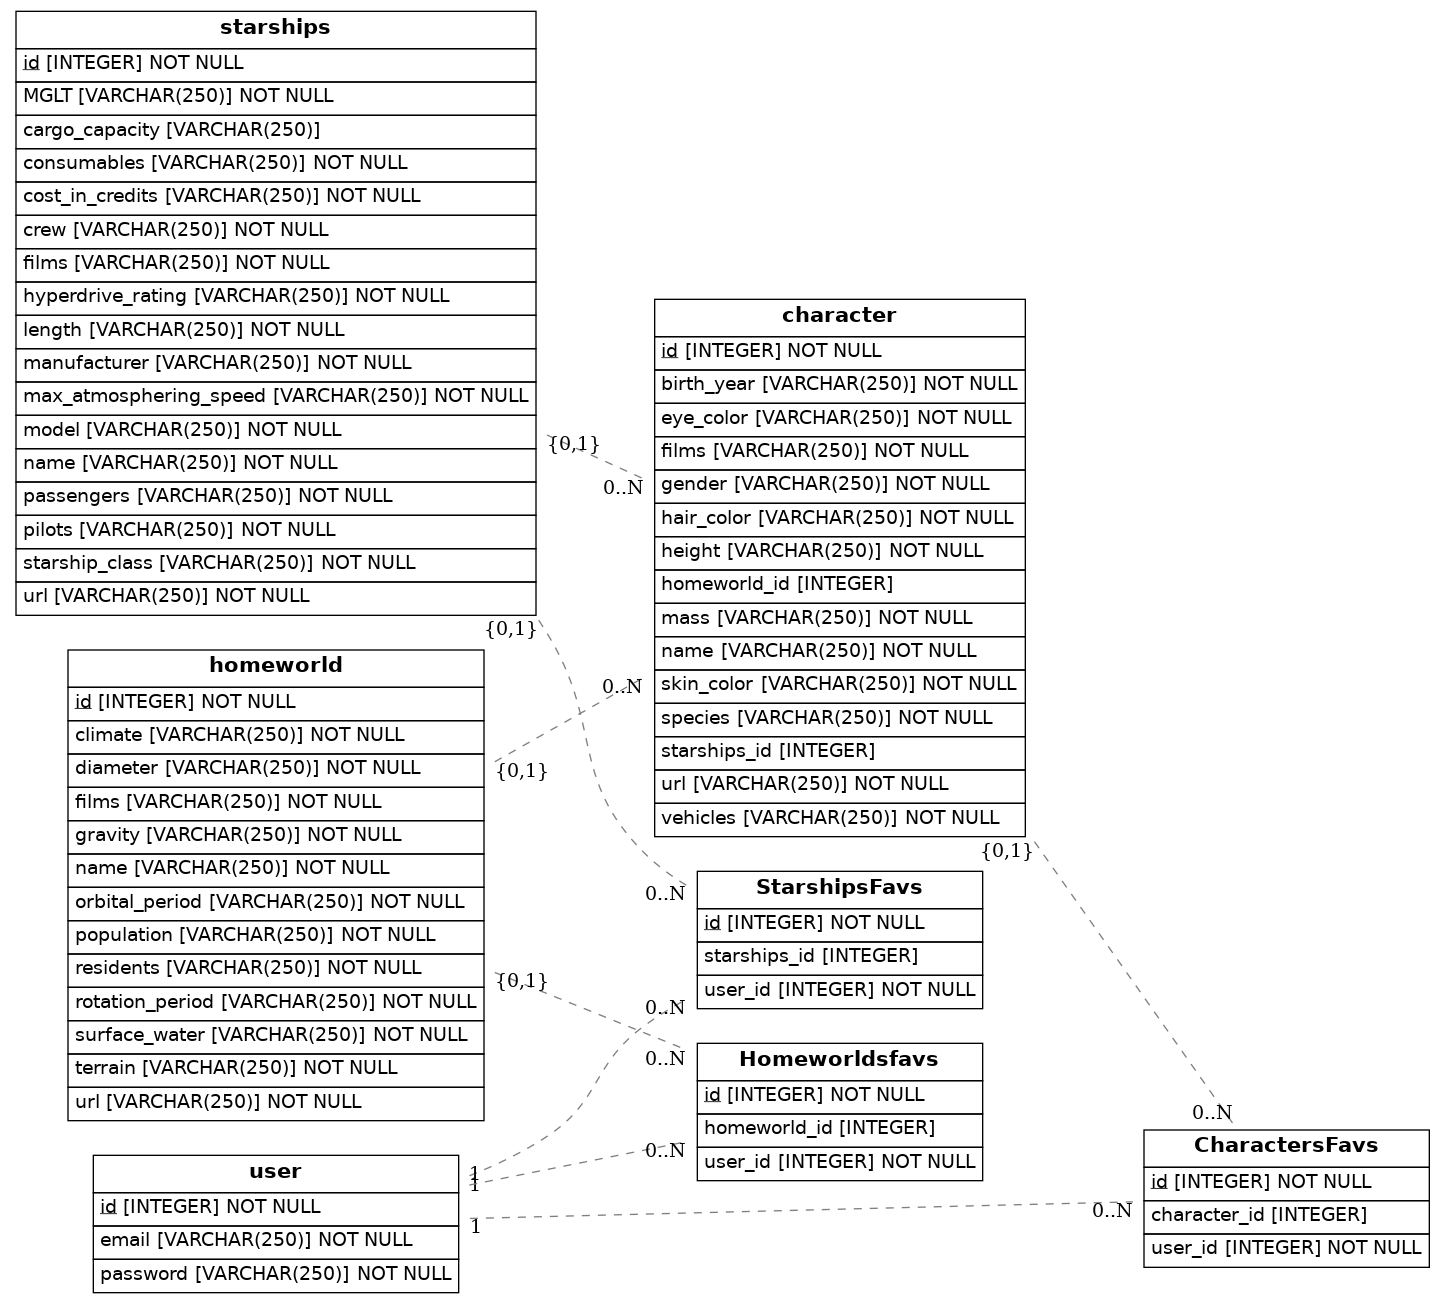 starships
id [INTEGER] NOT NULL
MGLT [VARCHAR(250)] NOT NULL
cargo_capacity [VARCHAR(250)]
consumables [VARCHAR(250)] NOT NULL
cost_in_credits [VARCHAR(250)] NOT NULL
crew [VARCHAR(250)] NOT NULL
films [VARCHAR(250)] NOT NULL
hyperdrive_rating [VARCHAR(250)] NOT NULL
length [VARCHAR(250)] NOT NULL
manufacturer [VARCHAR(250)] NOT NULL
max_atmosphering_speed [VARCHAR(250)] NOT NULL
model [VARCHAR(250)] NOT NULL
name [VARCHAR(250)] NOT NULL
passengers [VARCHAR(250)] NOT NULL
pilots [VARCHAR(250)] NOT NULL
starship_class [VARCHAR(250)] NOT NULL
url [VARCHAR(250)] NOT NULL
{0,1}
0..N
{0,1}
character
id [INTEGER] NOT NULL
birth_year [VARCHAR(250)] NOT NULL
eye_color [VARCHAR(250)] NOT NULL
films [VARCHAR(250)] NOT NULL
gender [VARCHAR(250)] NOT NULL
hair_color [VARCHAR(250)] NOT NULL
height [VARCHAR(250)] NOT NULL
homeworld_id [INTEGER]
mass [VARCHAR(250)] NOT NULL
name [VARCHAR(250)] NOT NULL
skin_color [VARCHAR(250)] NOT NULL
species [VARCHAR(250)] NOT NULL
starships_id [INTEGER]
url [VARCHAR(250)] NOT NULL
vehicles [VARCHAR(250)] NOT NULL
0..N
{0,1}
{0,1}
homeworld
id [INTEGER] NOT NULL
climate [VARCHAR(250)] NOT NULL
diameter [VARCHAR(250)] NOT NULL
films [VARCHAR(250)] NOT NULL
gravity [VARCHAR(250)] NOT NULL
name [VARCHAR(250)] NOT NULL
orbital_period [VARCHAR(250)] NOT NULL
population [VARCHAR(250)] NOT NULL
residents [VARCHAR(250)] NOT NULL
rotation_period [VARCHAR(250)] NOT NULL
surface_water [VARCHAR(250)] NOT NULL
terrain [VARCHAR(250)] NOT NULL
url [VARCHAR(250)] NOT NULL
{0,1}
0..N
StarshipsFavs
id [INTEGER] NOT NULL
starships_id [INTEGER]
user_id [INTEGER] NOT NULL
0..N
0..N
Homeworldsfavs
id [INTEGER] NOT NULL
homeworld_id [INTEGER]
user_id [INTEGER] NOT NULL
0..N
user
id [INTEGER] NOT NULL
email [VARCHAR(250)] NOT NULL
password [VARCHAR(250)] NOT NULL
1
1
1
0..N
0..N
CharactersFavs
id [INTEGER] NOT NULL
character_id [INTEGER]
user_id [INTEGER] NOT NULL